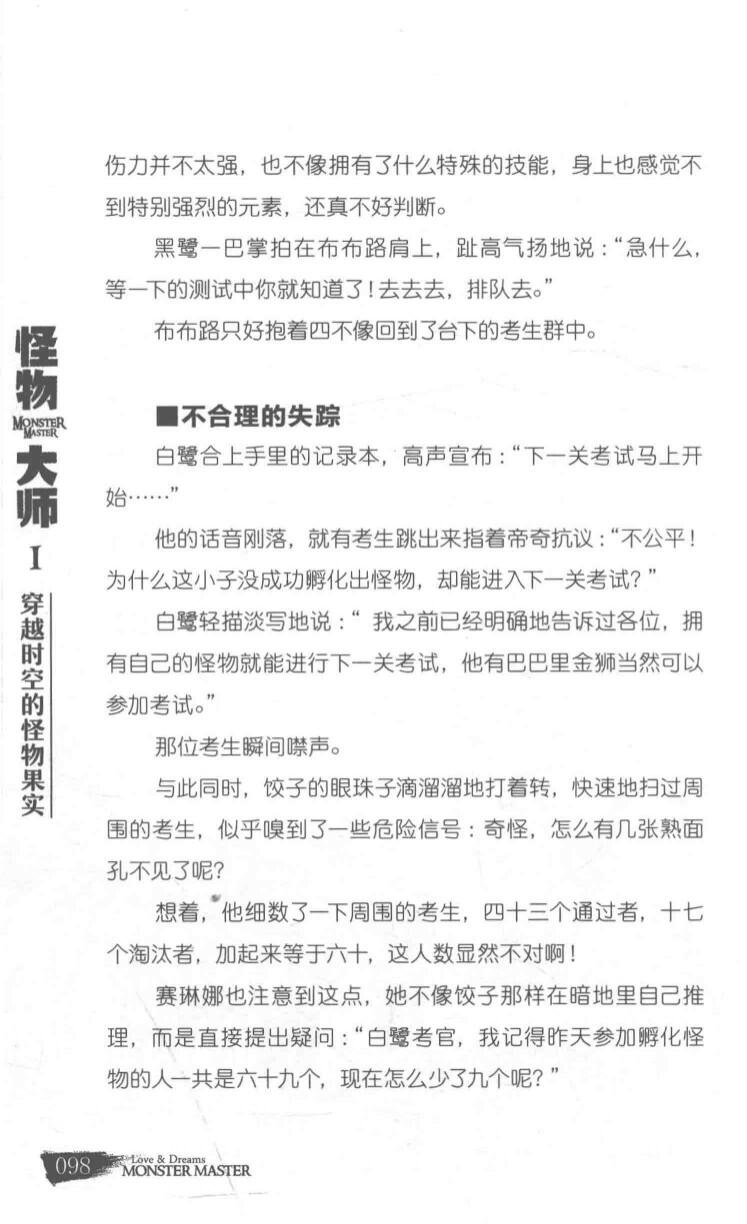 伤力并不太强，也不像拥有了什么特殊的技能，身上也感觉不
到特别强烈的元素，还真不好判断。
黑鹭一巴掌拍在布布路肩上，趾高气扬地说：“急什么，
等一下的测试中你就知道了！去去去，排队去。”
布布路只好抱着四不像回到了台下的考生群中。
■不合理的失踪
白鹭合上手里的记录本，高声宣布：“下一关考试马上开
始……”
他的话音刚落，就有考生跳出来指着帝奇抗议：“不公平！
为什么这小子没成功孵化出怪物，却能进入下一关考试？”
白鹭轻描淡写地说：“ 我之前已经明确地告诉过各位，拥
有自己的怪物就能进行下一关考试，他有巴巴里金狮当然可以
参加考试。”
那位考生瞬间噤声。
与此同时，饺子的眼珠子滴溜溜地打着转，快速地扫过周
围的考生，似乎嗅到了一些危险信号：奇怪，怎么有几张熟面
孔不见了呢？
想着，他细数了一下周围的考生，四十三个通过者，十七
个淘汰者，加起来等于六十，这人数显然不对啊！
赛琳娜也注意到这点，她不像饺子那样在暗地里自己推
理，而是直接提出疑问：“白鹭考官，我记得昨天参加孵化怪
物的人一共是六十九个，现在怎么少了九个呢？”
怪物
MONSTER
MASTER
大师
I
穿越时空的怪物果实
098
Love & Dreams
MONSTER MASTER